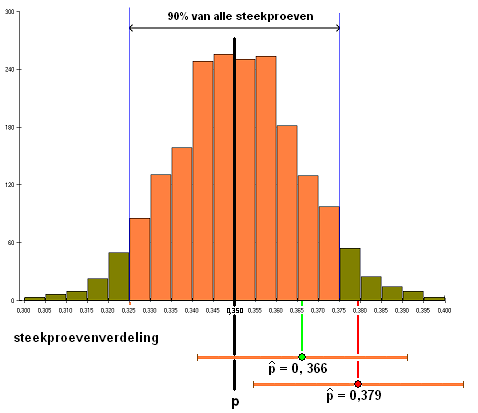 90% van alle steekproeven
300
240
180
120
60
0
0,300 0,305 0,310 0,315 0,320 0,325 0,330 0,335 0,340 0,345 0,350 0,355 0,360 0,365 0,370 0,375 0,380 0,385 0,390 0,395 0,400
steekproevenverdeling
p̂ = 0, 366
p̂ = 0,379
p